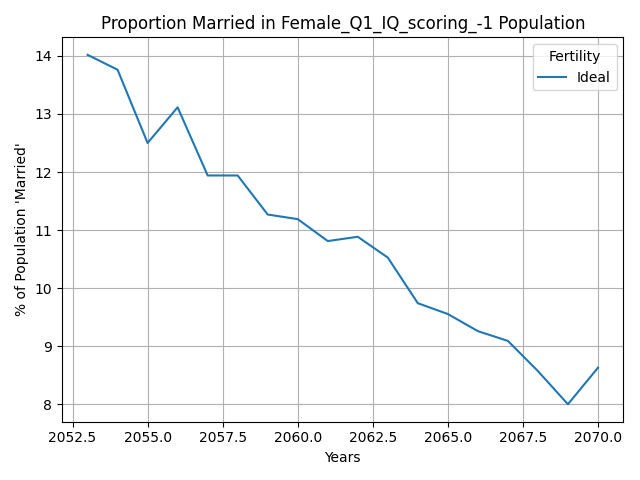 Proportion Married in Female_Q1_IQ_scoring_-1 Population
Fertility
Ideal
14
13
12
11
10
9
8
% of Population 'Married'
2052.5 2055.0 2057.5 2060.0 2062.5 2065.0 2067.5 2070.0
Years